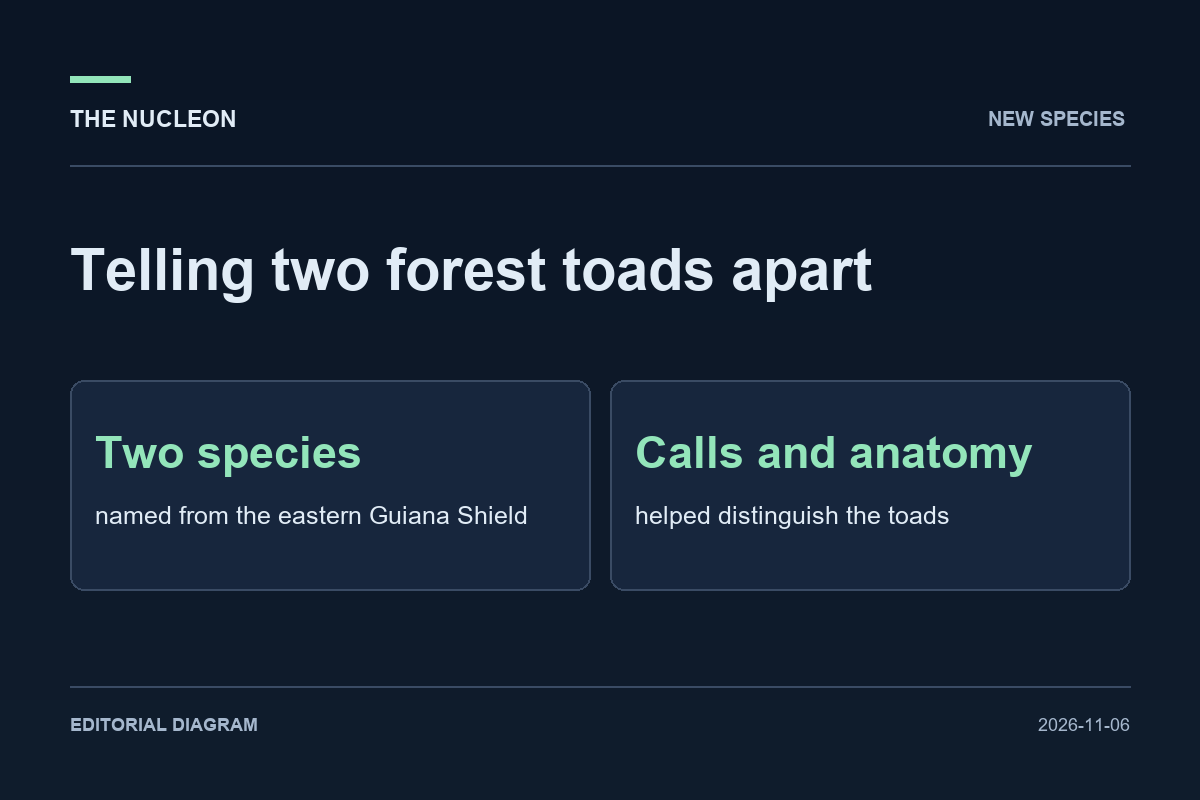 THE NUCLEON
NEW SPECIES
Telling two forest toads apart
Two species
named from the eastern Guiana Shield
Calls and anatomy
helped distinguish the toads
EDITORIAL DIAGRAM
2026-11-06